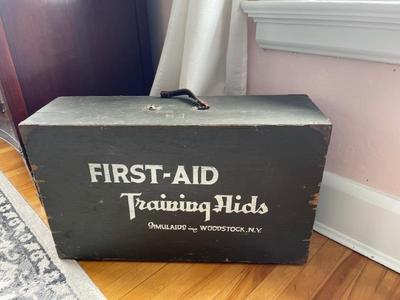 FIRST-AID
Training Aids
SIMULAIDS INC. WOODSTOCK, N.Y.